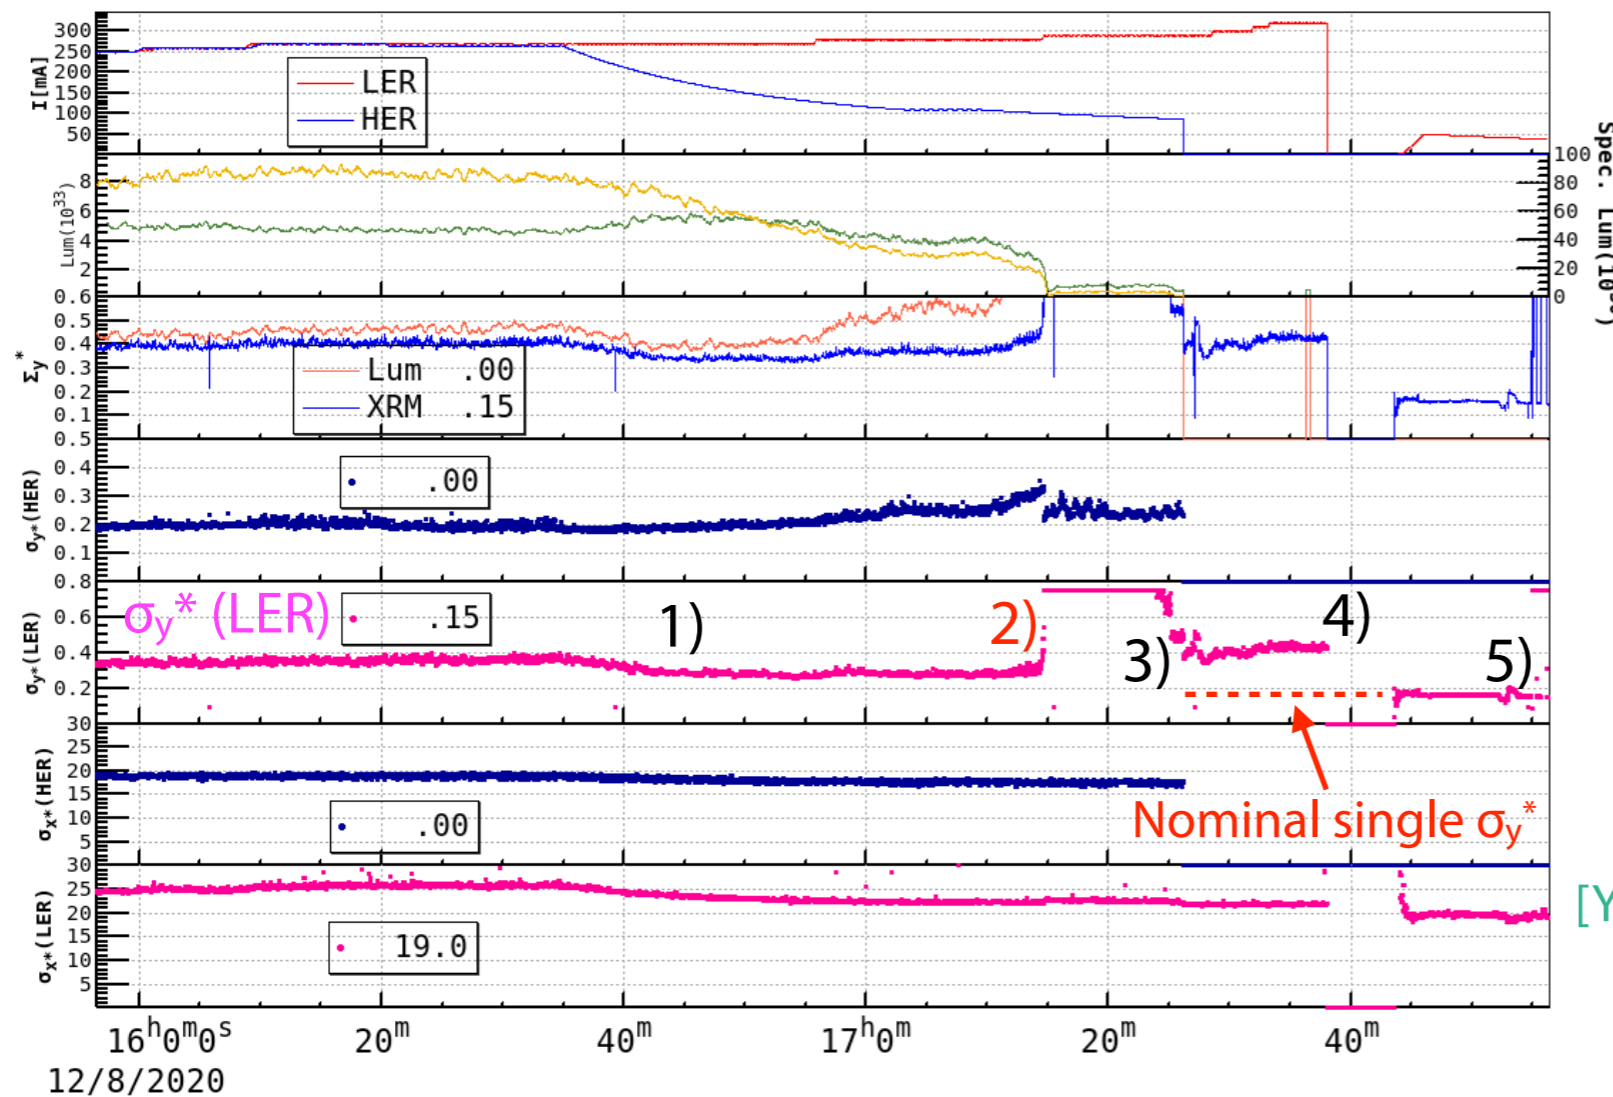 300
250
200
150
100
50
I[mA]
LER
HER
8
6
4
2
Lum(10³³)
100
80
60
40
20
0
Spec. Lum(10
0.6
0.5
0.4
0.3
0.2
0.1
Σy*
Lum .00
XRM .15
0.5
0.4
0.3
0.2
0.1
σy*(HER)
.00
0.8
0.6
0.4
0.2
σy*(LER)
σy* (LER)
.15
1)
2)
3)
4)
5)
30
25
20
15
10
5
σx*(HER)
.00
Nominal single σy*
30
25
20
15
10
5
σx*(LER)
19.0
[Y
16h0m0s
20m
40m
17h0m
20m
40m
12/8/2020